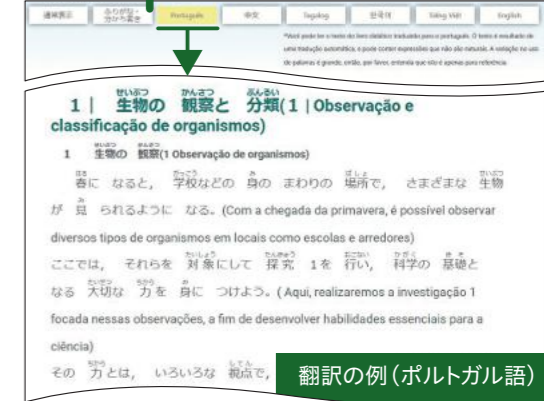 通常表示 ふりがな・分かち書き Português 中文 Tagalog 한국어 tiếng việt English
*Você pode ler o texto do livro didático traduzido para o português. O texto é resultado de
uma tradução automática, e pode conter expressões que não são naturais. A variação no uso
de palavras é grande, então, por favor, entenda que isto é apenas para referência.
1 | 生物の 観察と 分類(1 | Observação e
classificação de organismos)
1 生物の 観察(1 Observação de organismos)
春に なると， 学校などの 身の まわりの 場所で， さまざまな 生物
が 見 られるように なる。(Com a chegada da primavera, é possível observar
diversos tipos de organismos em locais como escolas e arredores)
ここでは， それらを 対象にして 探究 1を 行い， 科学の 基礎と
なる 大切な 力を 身に つけよう。( Aqui, realizaremos a investigação 1
focada nessas observações, a fim de desenvolver habilidades essenciais para a
ciência)
その 力とは， いろいろな 視点で，
翻訳の例（ポルトガル語）